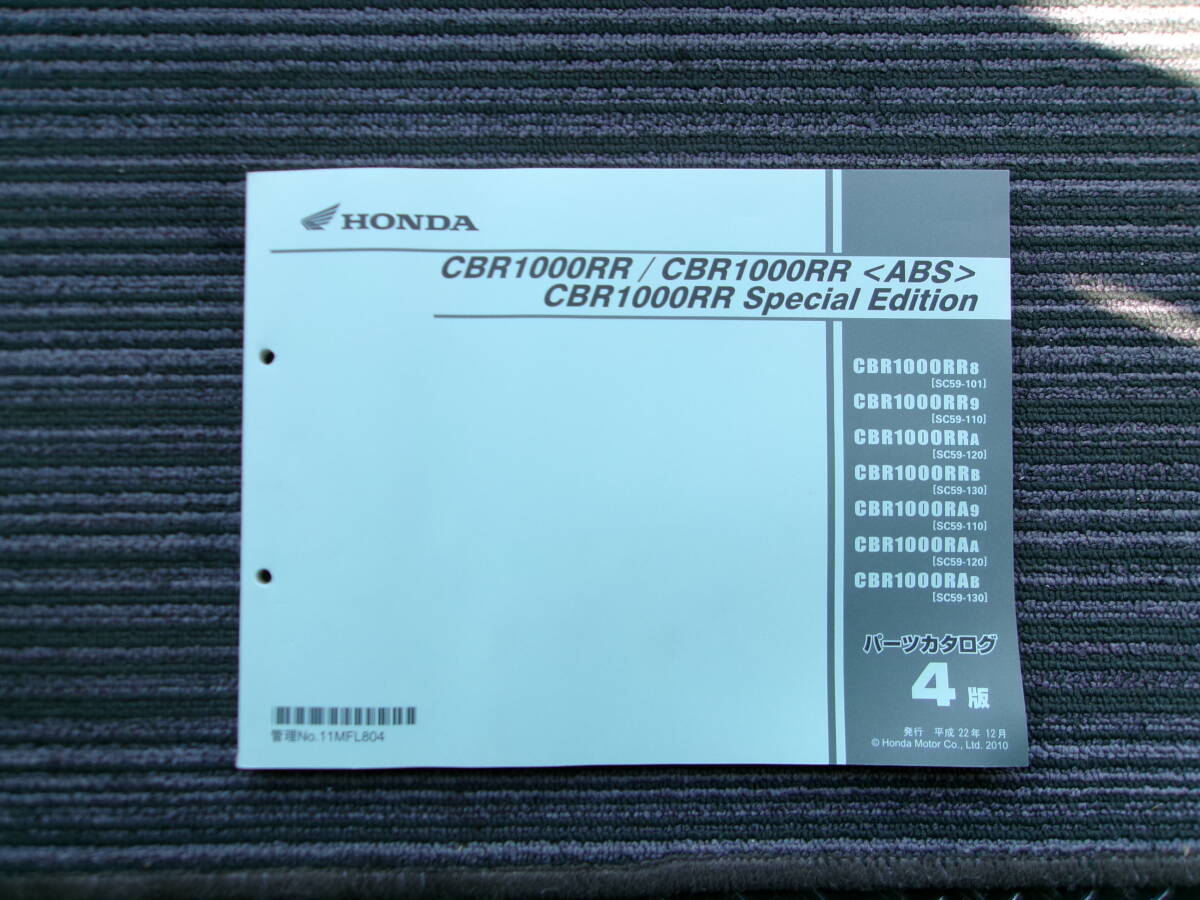 HONDA
CBR1000RR / CBR1000RR <ABS>
CBR1000RR Special Edition
CBR1000RR8
[SC59-101]
CBR1000RR9
[SC59-110]
CBR1000RRA
[SC59-120]
CBR1000RRB
[SC59-130]
CBR1000RA9
[SC59-110]
CBR1000RAA
[SC59-120]
CBR1000RAB
[SC59-130]
パーツカタログ
4版
発行 平成 22年 12月
© Honda Motor Co., Ltd. 2010
管理No.11MFL804